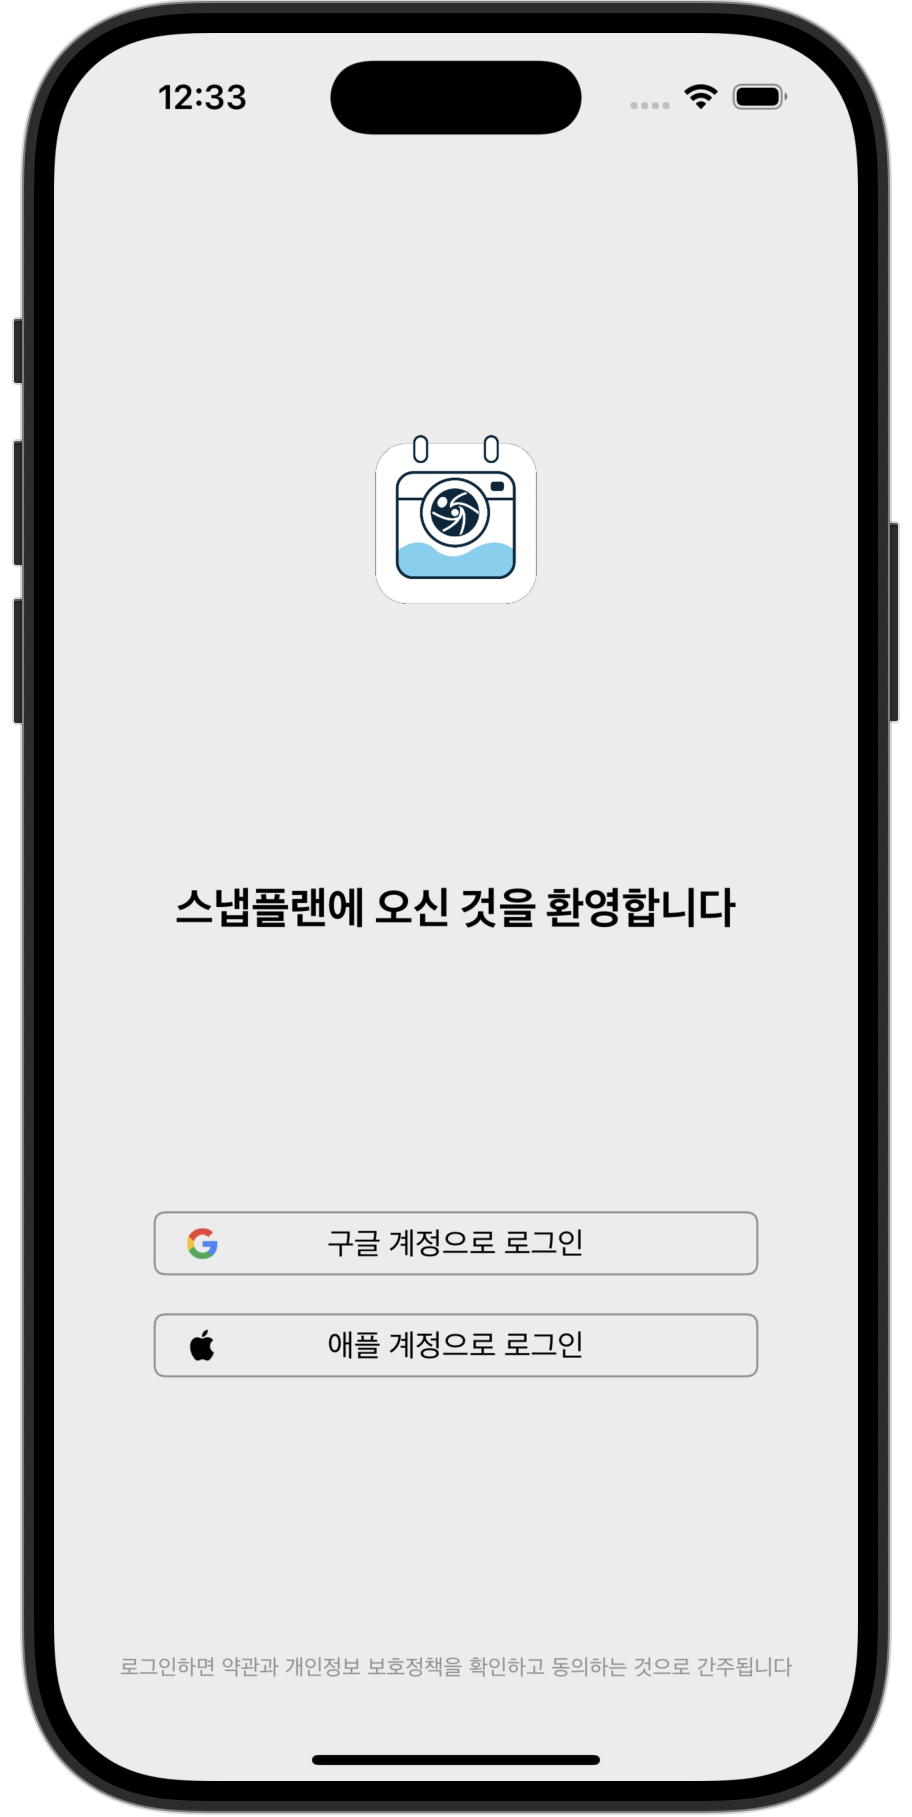 12:33
스냅플랜에 오신 것을 환영합니다
구글 계정으로 로그인
애플 계정으로 로그인
로그인하면 약관과 개인정보 보호정책을 확인하고 동의하는 것으로 간주됩니다